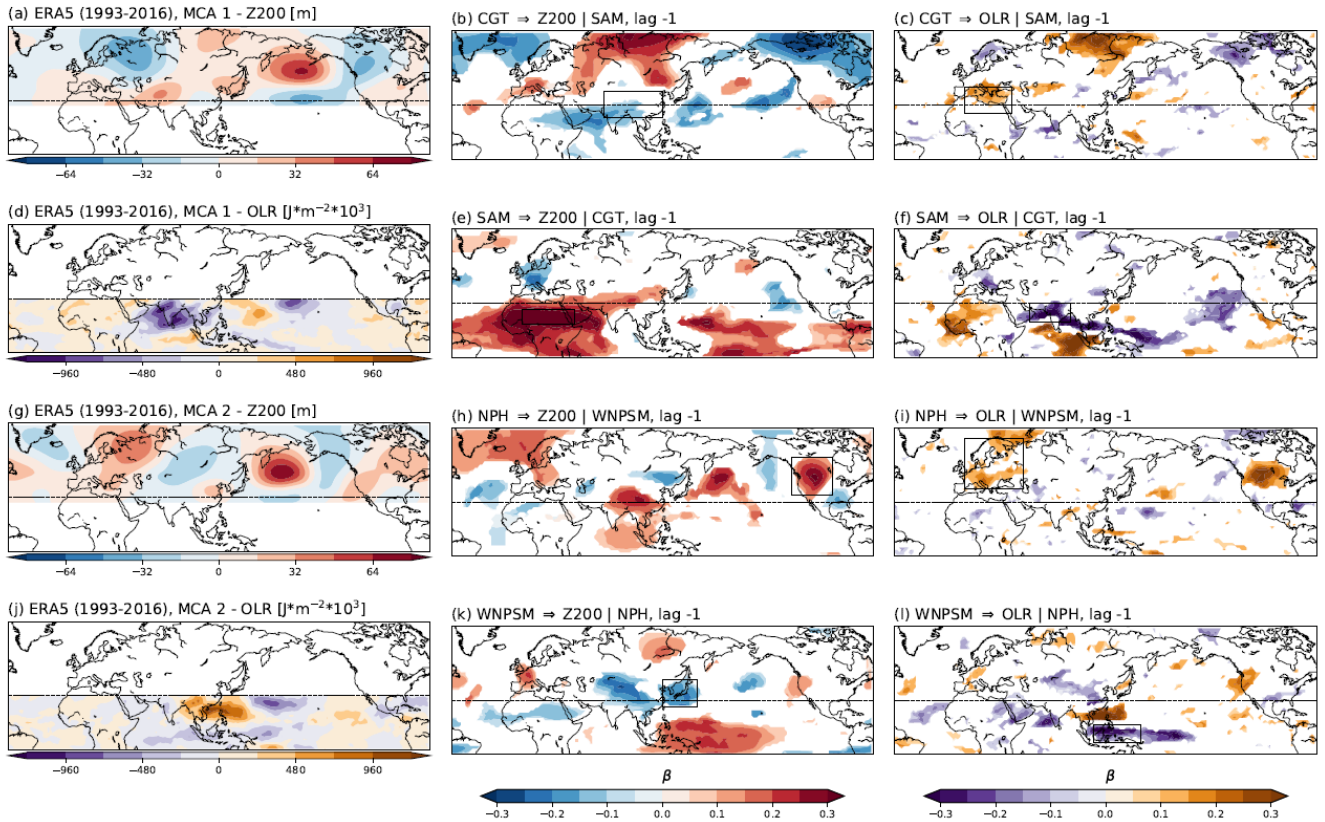 (a) ERA5 (1993-2016), MCA 1 - Z200 [m]
(b) CGT ⇒ Z200 | SAM, lag -1
(c) CGT ⇒ OLR | SAM, lag -1
−64 −32 0 32 64
(d) ERA5 (1993-2016), MCA 1 - OLR [J*m⁻²*10³]
(e) SAM ⇒ Z200 | CGT, lag -1
(f) SAM ⇒ OLR | CGT, lag -1
−960 −480 0 480 960
(g) ERA5 (1993-2016), MCA 2 - Z200 [m]
(h) NPH ⇒ Z200 | WNPSM, lag -1
(i) NPH ⇒ OLR | WNPSM, lag -1
−64 −32 0 32 64
(j) ERA5 (1993-2016), MCA 2 - OLR [J*m⁻²*10³]
(k) WNPSM ⇒ Z200 | NPH, lag -1
(l) WNPSM ⇒ OLR | NPH, lag -1
−960 −480 0 480 960
β
−0.3 −0.2 −0.1 0.0 0.1 0.2 0.3
β
−0.3 −0.2 −0.1 0.0 0.1 0.2 0.3